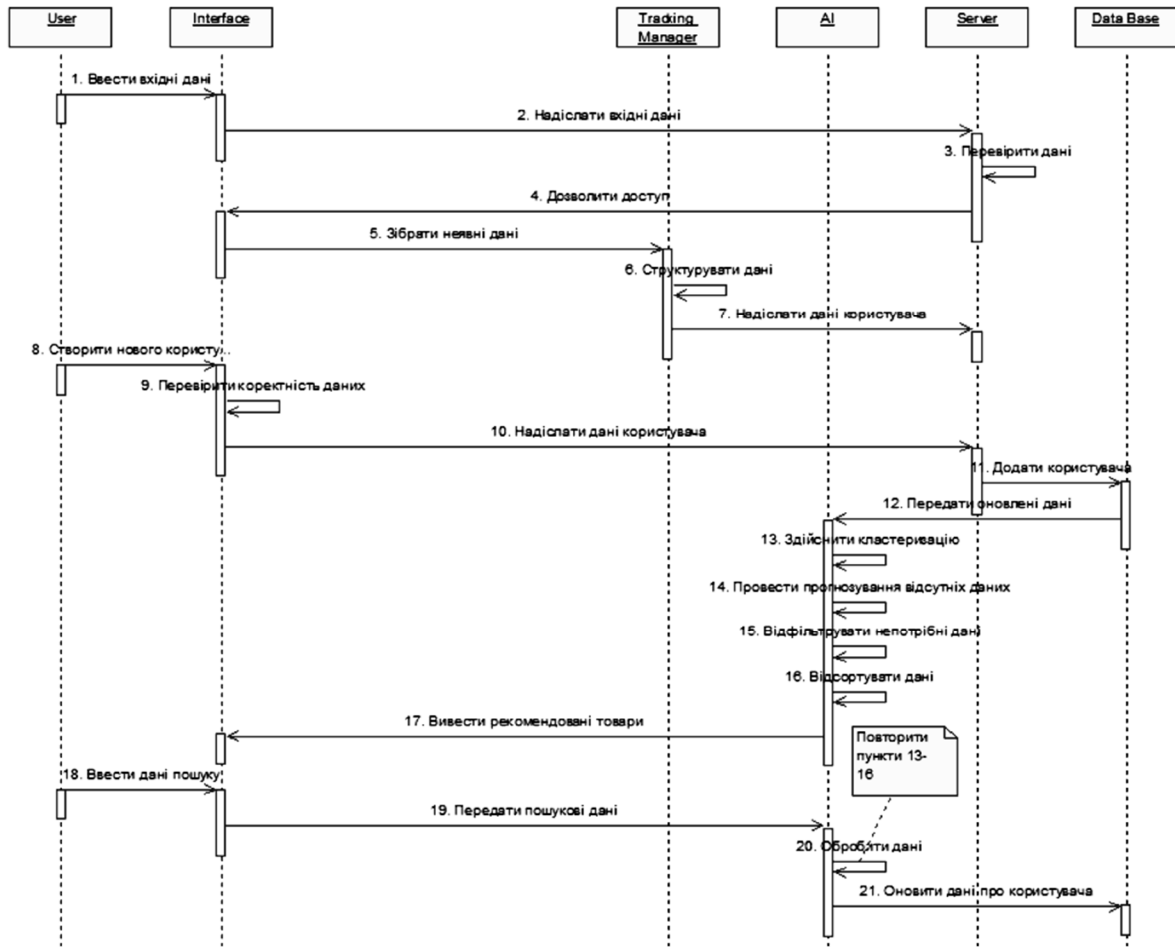 User
Interface
Tracking
Manager
AI
Server
Data Base
1. Ввести вхідні дані
2. Надіслати вхідні дані
3. Перевірити дані
4. Дозволити доступ
5. Зібрати неявні дані
6. Структурувати дані
7. Надіслати дані користувача
8. Створити нового користу...
9. Перевірити коректність даних
10. Надіслати дані користувача
11. Додати користувача
12. Передати оновлені дані
13. Здійснити кластеривацію
14. Провести прогнозування відсутніх даних
15. Відфільтрувати непотрібні дані
16. Відсортувати дані
17. Вивести рекомендовані товари
Повторити
пункти 13-
16
18. Ввести дані пошуку
19. Передати пошукові дані
20. Обробити дані
21. Оновити дані про користувача